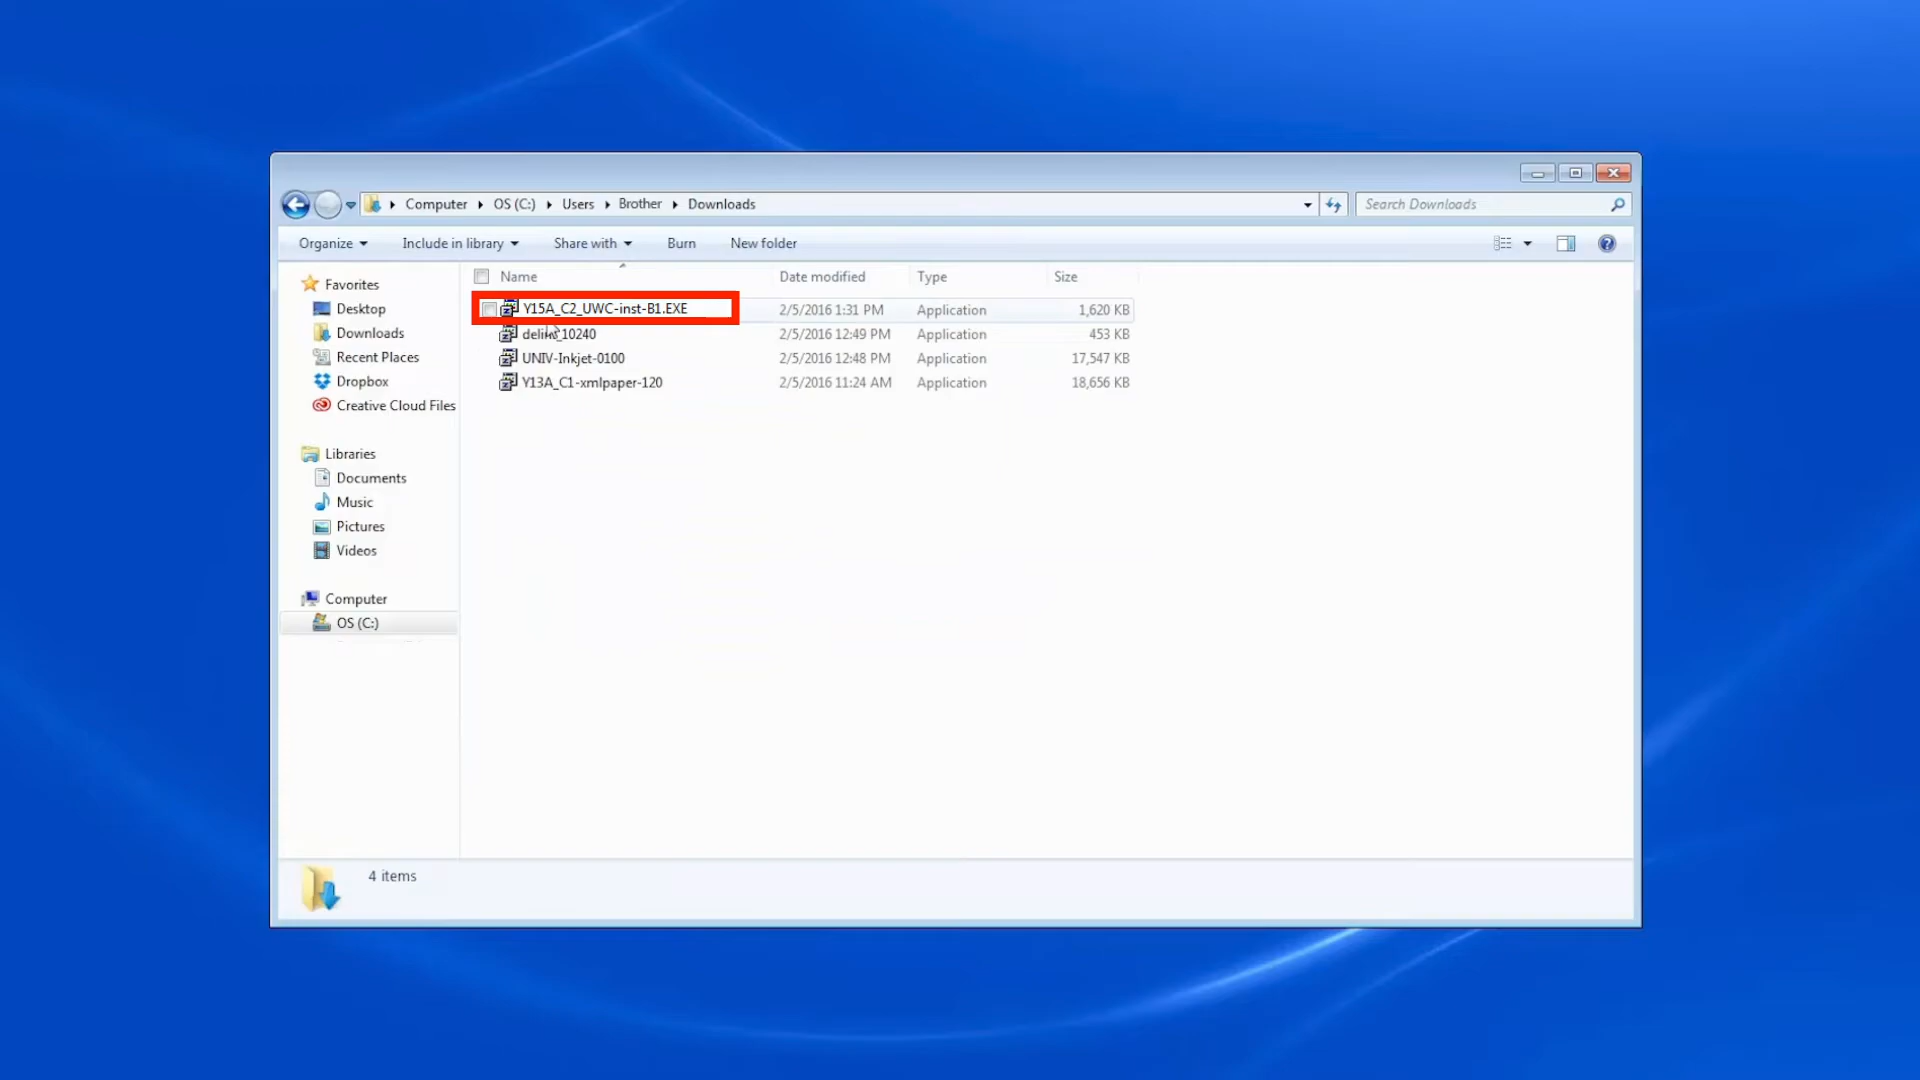 Computer OS (C:) Users Brother Downloads
Search Downloads
Organize Include in library Share with Burn New folder
Name Date modified Type Size
Y15A_C2_UWC-inst-B1.EXE 2/5/2016 1:31 PM Application 1,620 KB
10240 2/5/2016 12:49 PM Application 453 KB
UNIV-Inkjet-0100 2/5/2016 12:48 PM Application 17,547 KB
Y13A_C1-xmlpaper-120 2/5/2016 11:24 AM Application 18,656 KB
Favorites
Desktop
Downloads
Recent Places
Dropbox
Creative Cloud Files
Libraries
Documents
Music
Pictures
Videos
Computer
OS (C:)
4 items